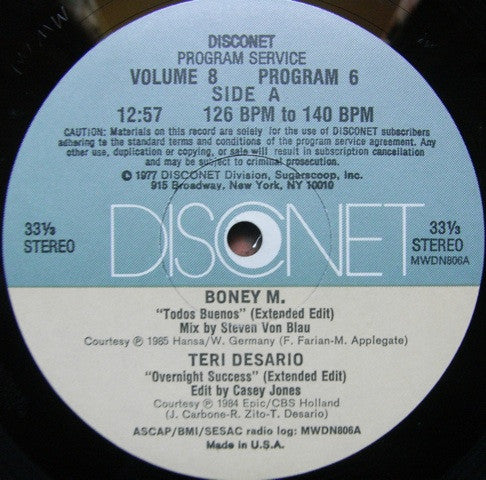 DISCONET
PROGRAM SERVICE
VOLUME 8 PROGRAM 6
SIDE A
12:57 126 BPM to 140 BPM
CAUTION: Materials on this record are solely for the use of DISCONET subscribers
adhering to the standard terms and conditions of the program service agreement. Any
other use, duplication or copying, or sale will result in subscription cancellation
and may be subject to criminal prosecution.
© 1977 DISCONET Division, Sugarscoop, Inc.
915 Broadway, New York, NY 10010
33⅓
STEREO
DISCONET
33⅓
STEREO
MWDN806A
BONEY M.
"Todos Buenos" (Extended Edit)
Mix by Steven Von Blau
Courtesy ℗ 1985 Hansa/W. Germany (F. Farian-M. Applegate)
TERI DESARIO
"Overnight Success" (Extended Edit)
Edit by Casey Jones
Courtesy ℗ 1984 Epic/CBS Holland
(J. Carbone-R. Zito-T. Desario)
ASCAP/BMI/SESAC radio log: MWDN806A
Made in U.S.A.